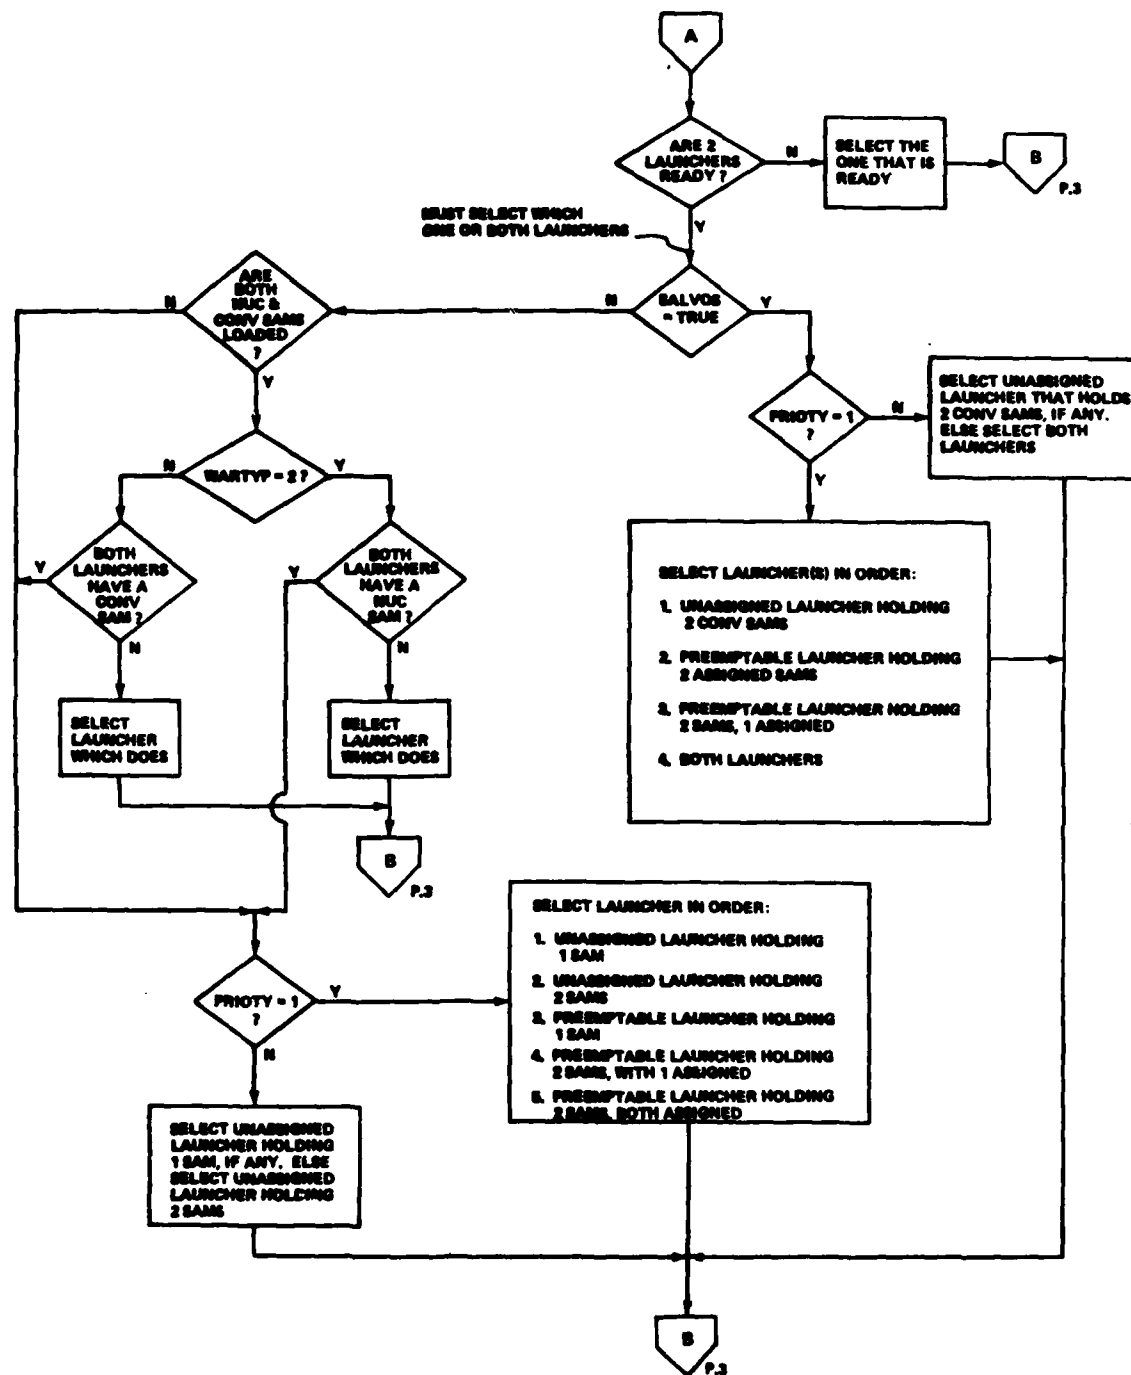 A
ARE 2
LAUNCHERS
READY ?
N
SELECT THE
ONE THAT IS
READY
B
P.3
Y
MUST SELECT WHICH
ONE OR BOTH LAUNCHERS
SALVOS
= TRUE
N
Y
ARE
BOTH
NUC &
CONV SAMS
LOADED
?
N
Y
PRIOTY = 1
?
N
Y
SELECT UNASSIGNED
LAUNCHER THAT HOLDS
2 CONV SAMS, IF ANY.
ELSE SELECT BOTH
LAUNCHERS
WARTYP = 2 ?
N
Y
BOTH
LAUNCHERS
HAVE A
CONV
SAM ?
Y
N
BOTH
LAUNCHERS
HAVE A
NUC
SAM ?
Y
N
SELECT LAUNCHER(S) IN ORDER:
1. UNASSIGNED LAUNCHER HOLDING
2 CONV SAMS
2. PREEMPTABLE LAUNCHER HOLDING
2 ASSIGNED SAMS
3. PREEMPTABLE LAUNCHER HOLDING
2 SAMS, 1 ASSIGNED
4. BOTH LAUNCHERS
SELECT
LAUNCHER
WHICH DOES
SELECT
LAUNCHER
WHICH DOES
B
P.3
SELECT LAUNCHER IN ORDER:
1. UNASSIGNED LAUNCHER HOLDING
1 SAM
2. UNASSIGNED LAUNCHER HOLDING
2 SAMS
3. PREEMPTABLE LAUNCHER HOLDING
1 SAM
4. PREEMPTABLE LAUNCHER HOLDING
2 SAMS, WITH 1 ASSIGNED
5. PREEMPTABLE LAUNCHER HOLDING
2 SAMS, BOTH ASSIGNED
PRIOTY = 1
?
Y
N
SELECT UNASSIGNED
LAUNCHER HOLDING
1 SAM, IF ANY. ELSE
SELECT UNASSIGNED
LAUNCHER HOLDING
2 SAMS
B
P.3